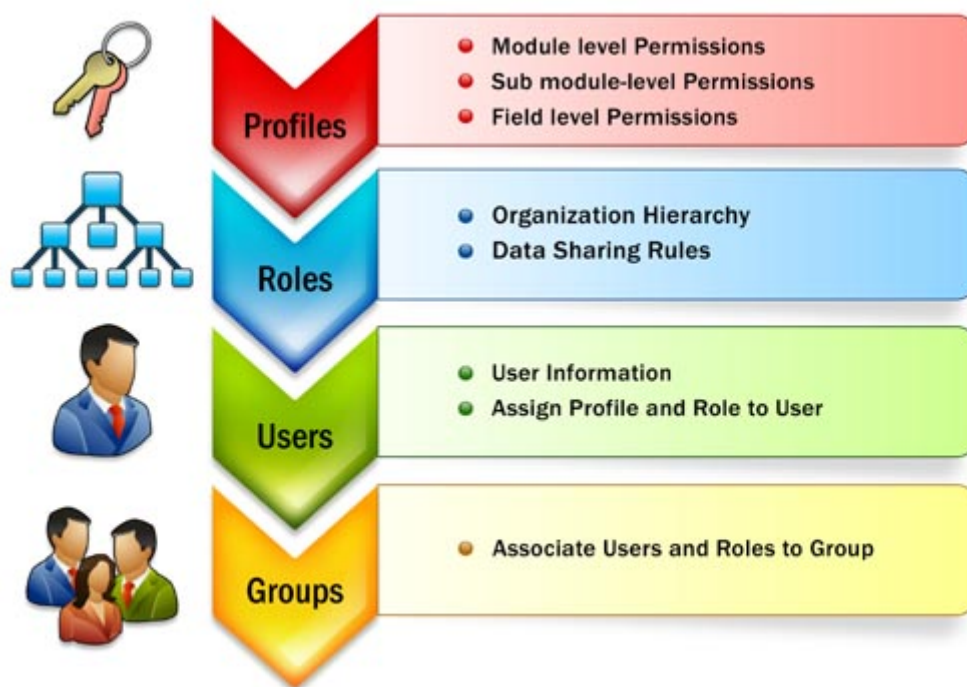 Profiles
Module level Permissions
Sub module-level Permissions
Field level Permissions
Roles
Organization Hierarchy
Data Sharing Rules
Users
User Information
Assign Profile and Role to User
Groups
Associate Users and Roles to Group